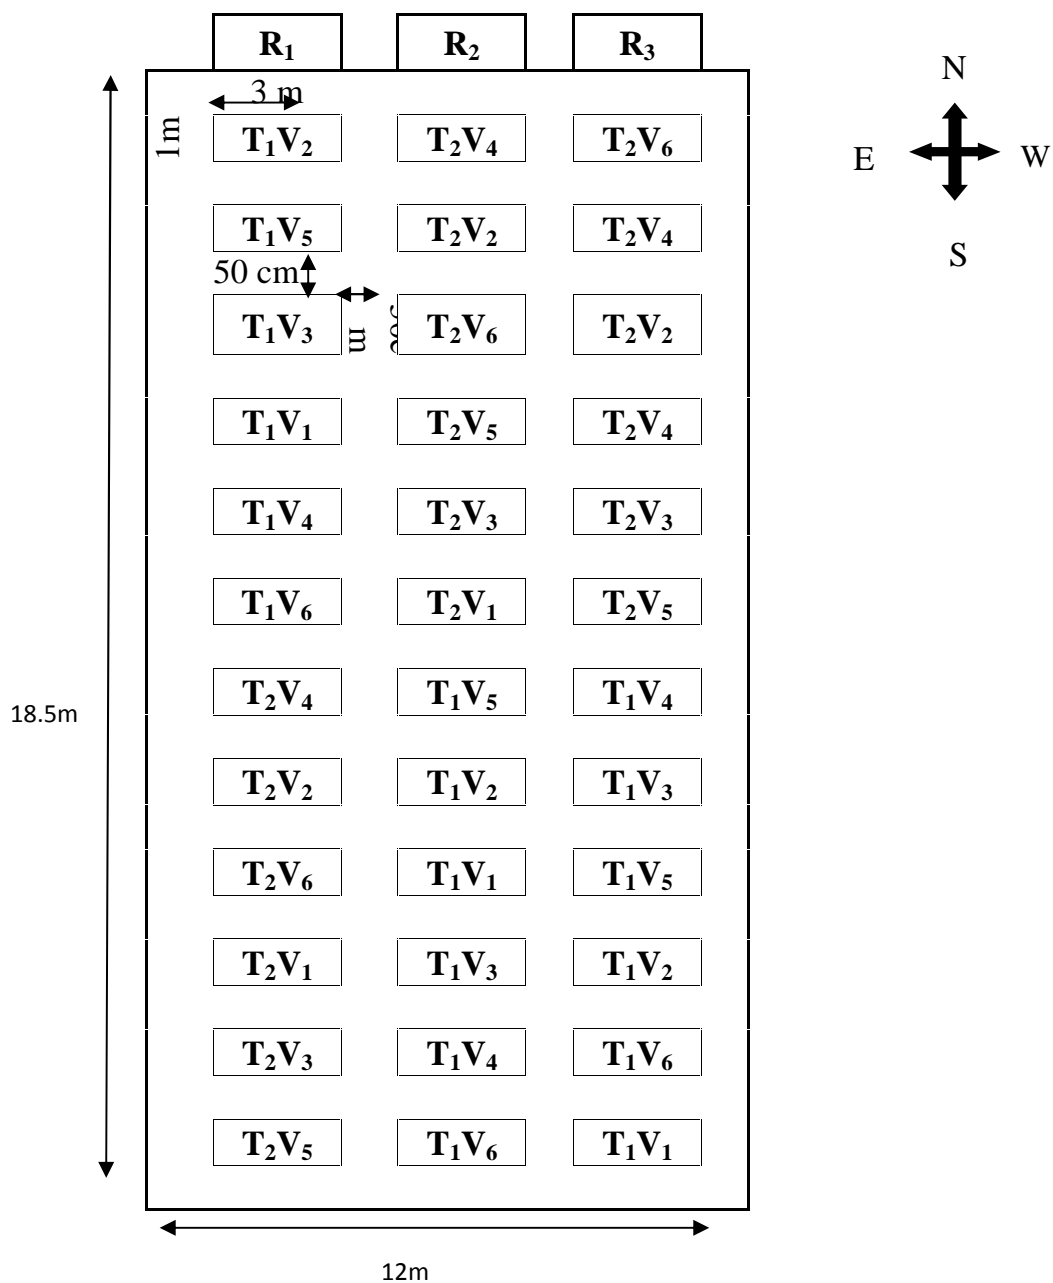 R₁ R₂ R₃
N
3 m
1m
E W
T₁V₂ T₂V₄ T₂V₆
T₁V₅ T₂V₂ T₂V₄
S
50 cm
T₁V₃ T₂V₆ T₂V₂
m
T₁V₁ T₂V₅ T₂V₄
T₁V₄ T₂V₃ T₂V₃
T₁V₆ T₂V₁ T₂V₅
T₂V₄ T₁V₅ T₁V₄
18.5m
T₂V₂ T₁V₂ T₁V₃
T₂V₆ T₁V₁ T₁V₅
T₂V₁ T₁V₃ T₁V₂
T₂V₃ T₁V₄ T₁V₆
T₂V₅ T₁V₆ T₁V₁
12m